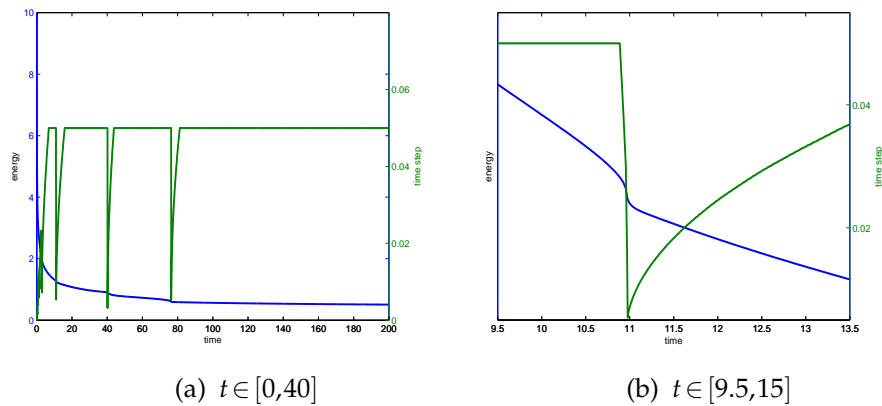 10
8
6
4
2
0
energy
0.06
0.04
0.02
0
time step
0 20 40 60 80 100 120 140 160 180 200
time
energy
0.04
0.02
time step
9.5 10 10.5 11 11.5 12 12.5 13 13.5
time
(a) t∈[0,40]
(b) t∈[9.5,15]